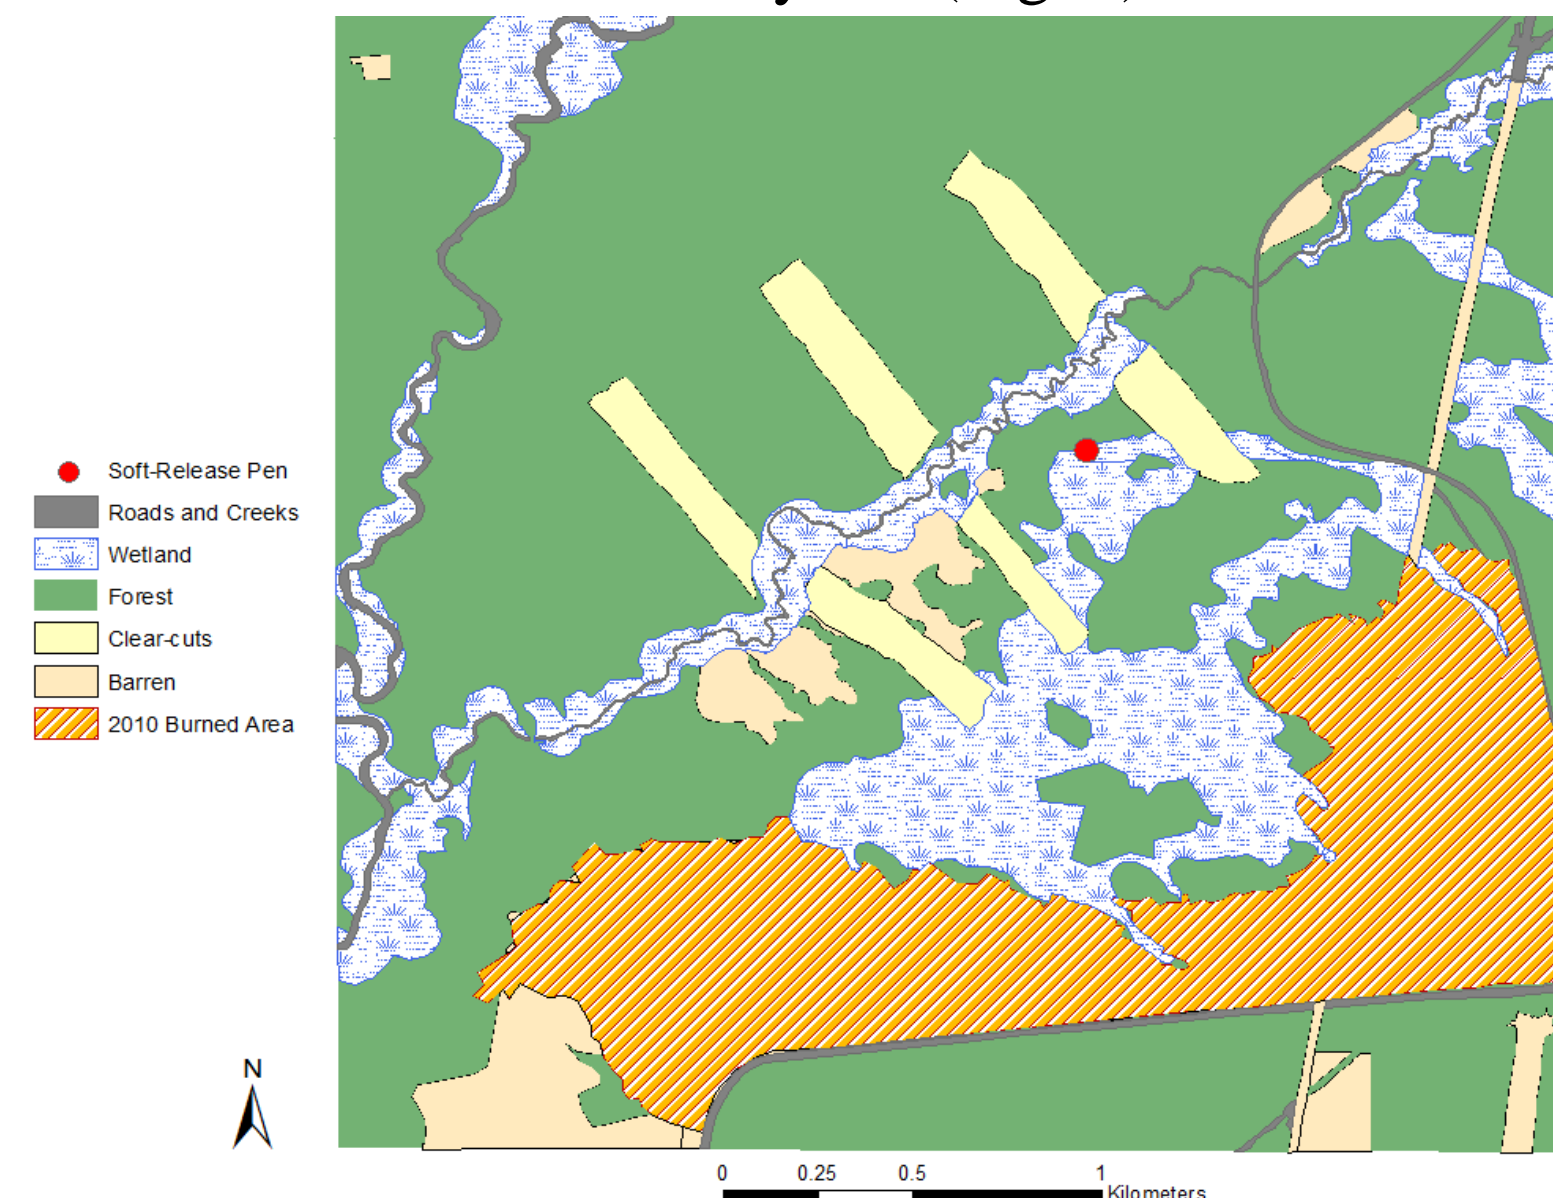 Soft-Release Pen
Roads and Creeks
Wetland
Forest
Clear-cuts
Barren
2010 Burned Area
N
0 0.25 0.5 1
Kilometers